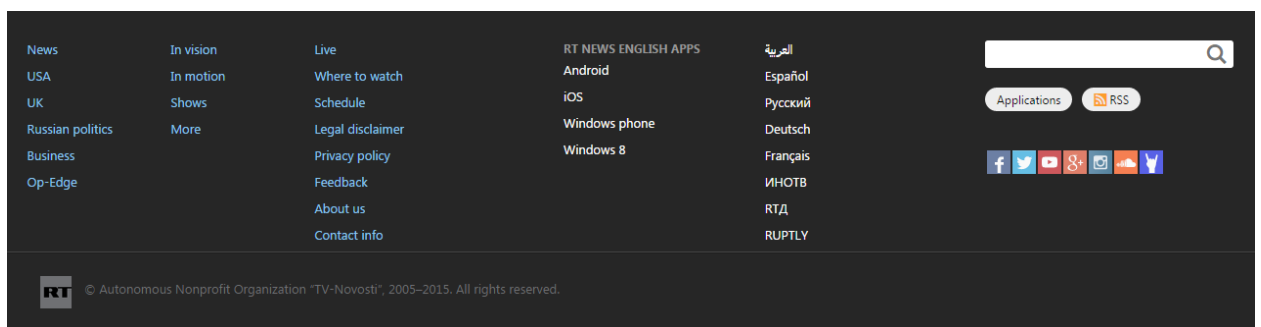 News
USA
UK
Russian politics
Business
Op-Edge
In vision
In motion
Shows
More
Live
Where to watch
Schedule
Legal disclaimer
Privacy policy
Feedback
About us
Contact info
RT NEWS ENGLISH APPS
Android
iOS
Windows phone
Windows 8
العربية
Español
Русский
Deutsch
Français
ИНОТВ
RTД
RUPTLY
Applications
RSS
RT
© Autonomous Nonprofit Organization "TV-Novosti", 2005–2015. All rights reserved.